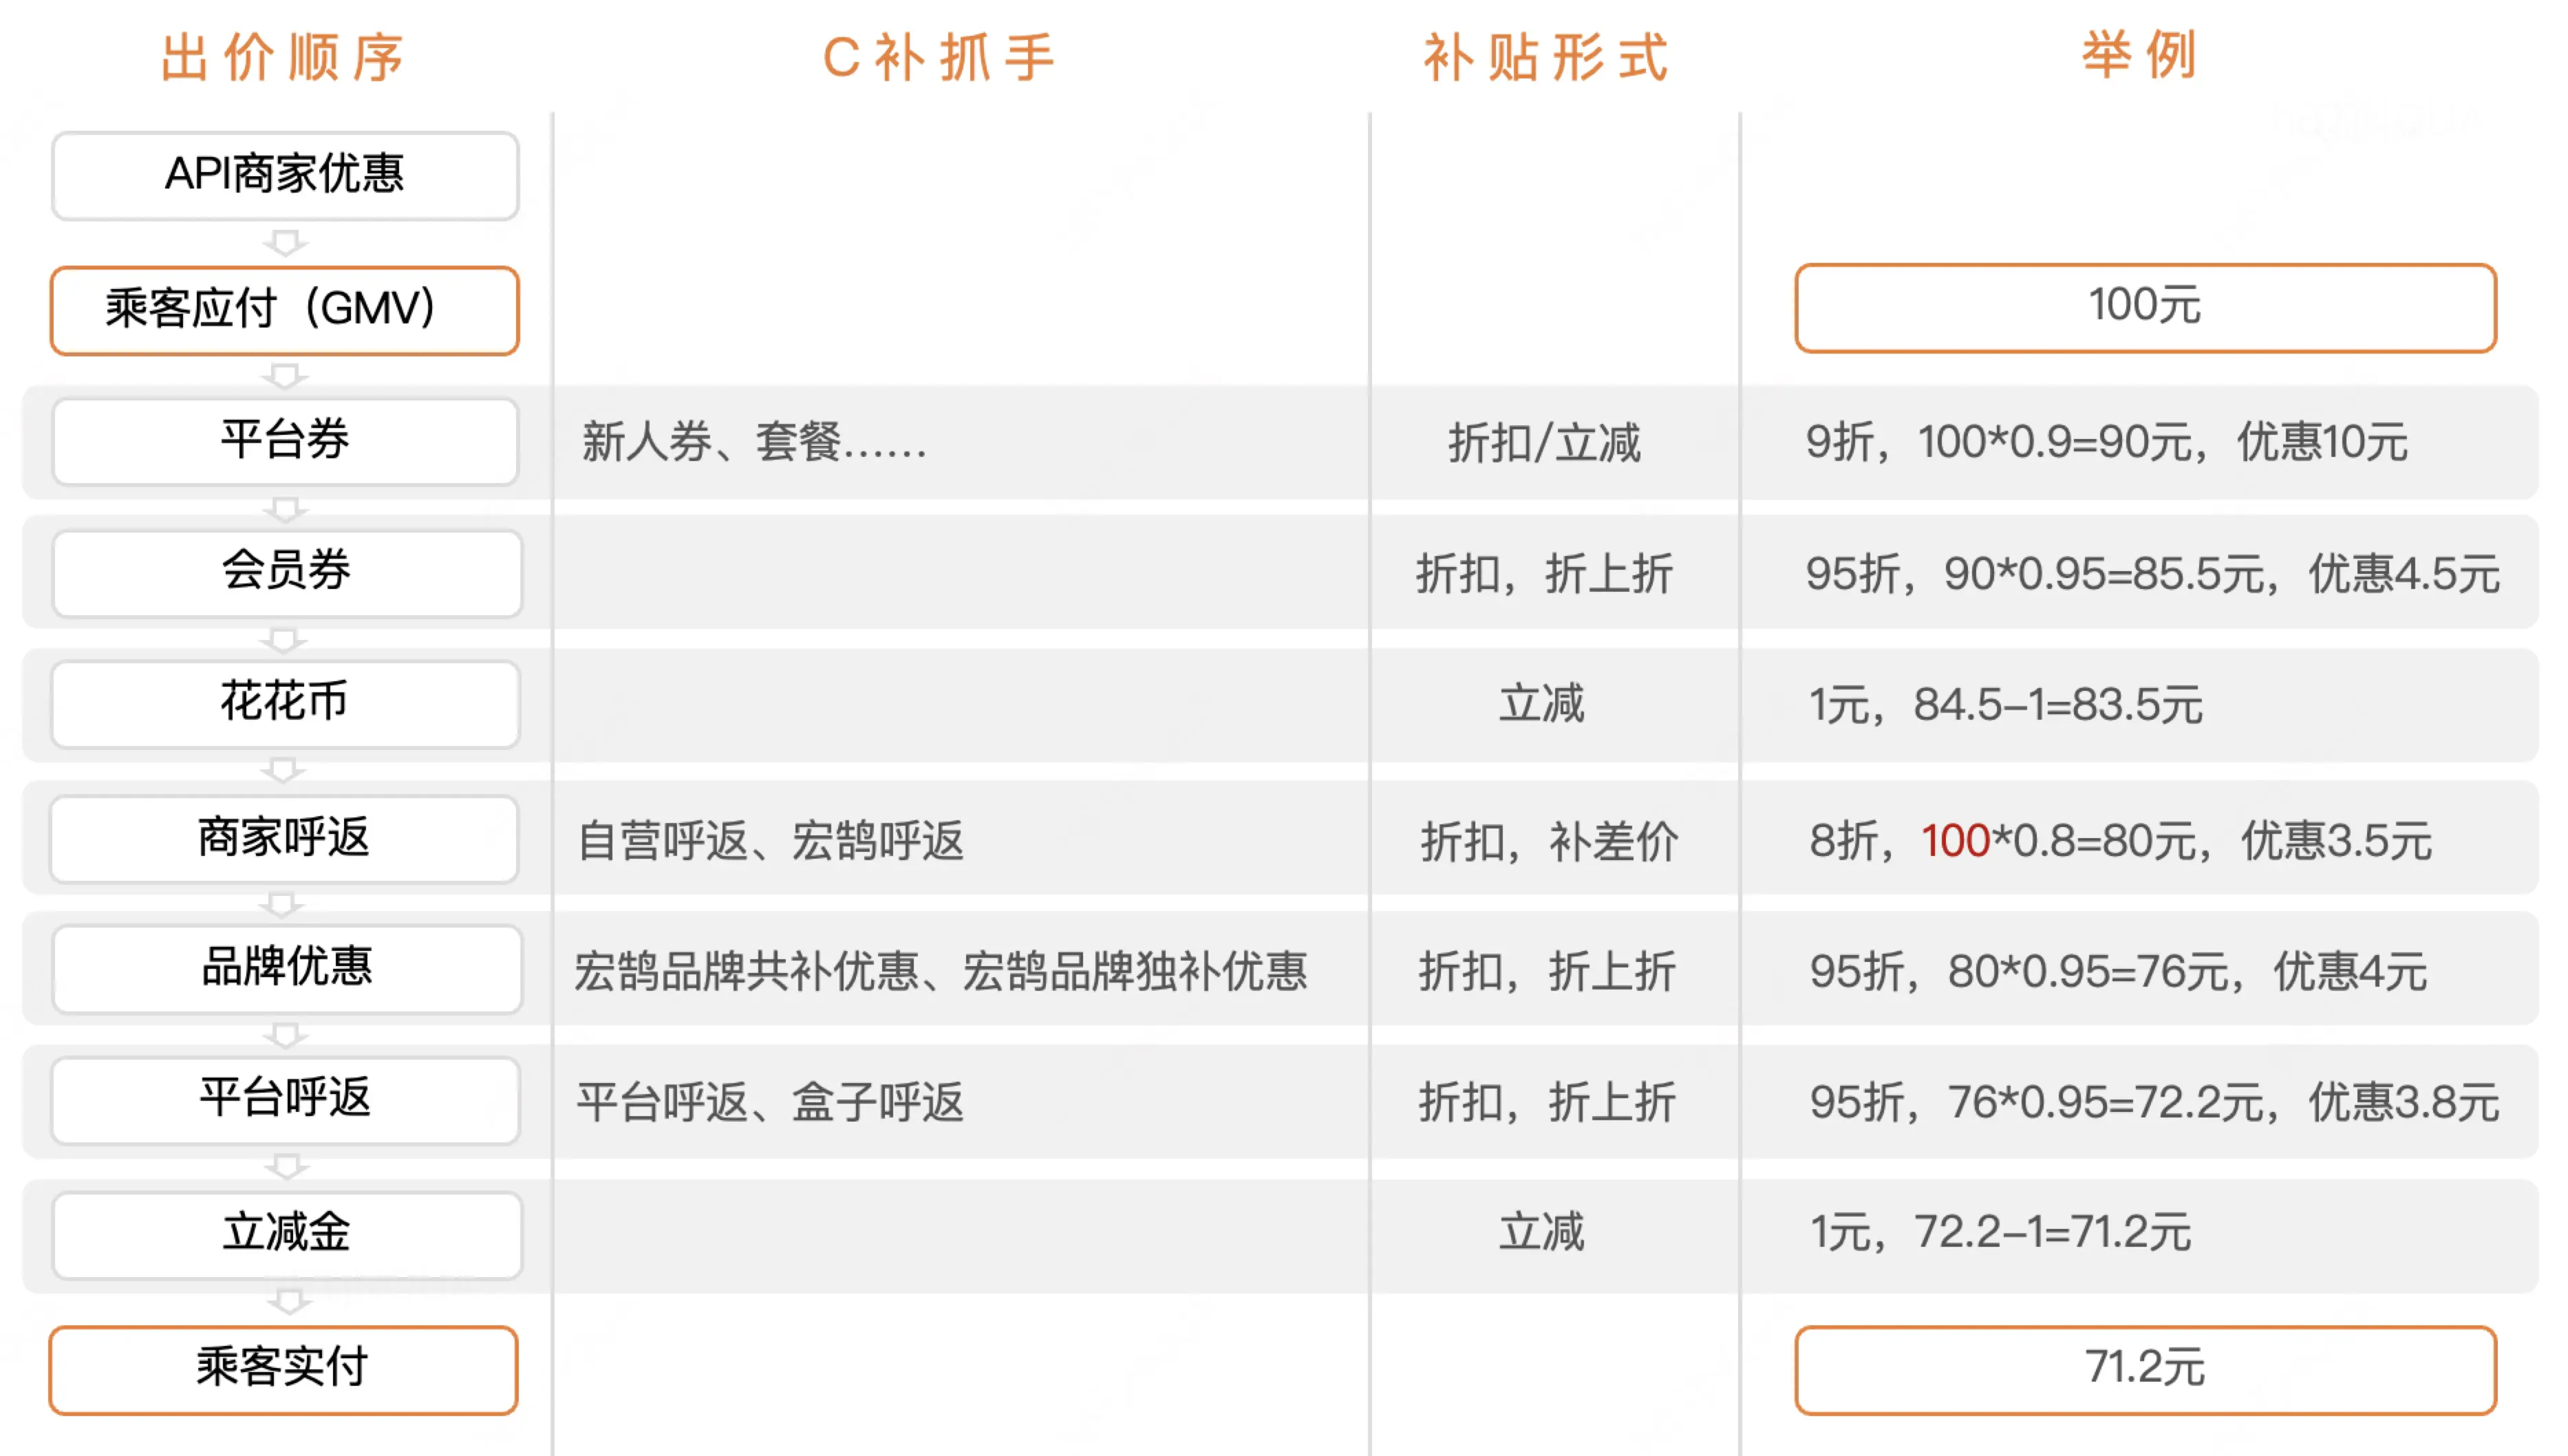 出价顺序 C补抓手 补贴形式 举例
API商家优惠
乘客应付（GMV） 100元
平台券 新人券、套餐…… 折扣/立减 9折，100*0.9=90元，优惠10元
会员券 折扣，折上折 95折，90*0.95=85.5元，优惠4.5元
花花币 立减 1元，84.5–1=83.5元
商家呼返 自营呼返、宏鹄呼返 折扣，补差价 8折，100*0.8=80元，优惠3.5元
品牌优惠 宏鹄品牌共补优惠、宏鹄品牌独补优惠 折扣，折上折 95折，80*0.95=76元，优惠4元
平台呼返 平台呼返、盒子呼返 折扣，折上折 95折，76*0.95=72.2元，优惠3.8元
立减金 立减 1元，72.2–1=71.2元
乘客实付 71.2元